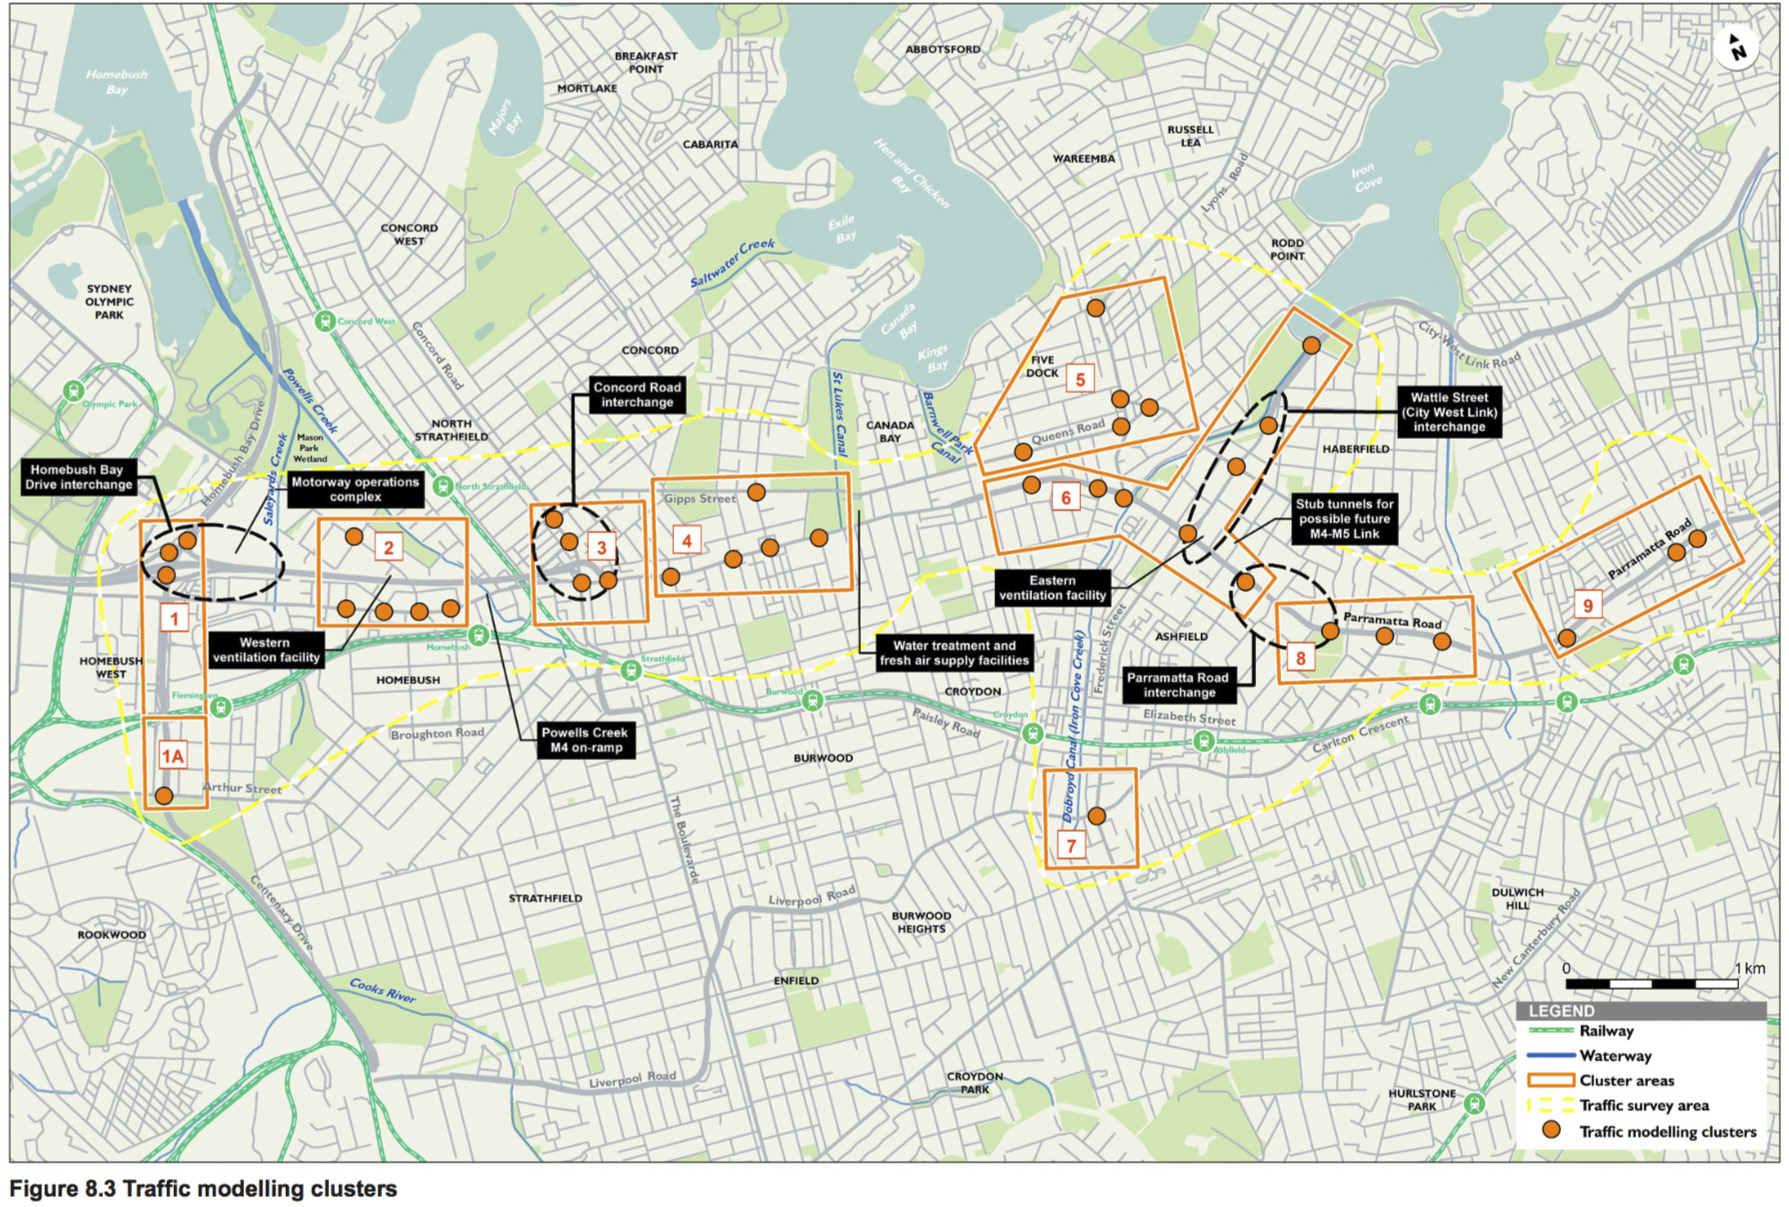 Homebush
Bay
Majors
Bay
BREAKFAST
POINT
MORTLAKE
CABARITA
ABBOTSFORD
N
Hen and Chicken
Bay
WAREEMBA
RUSSELL
LEA
Lyons Road
Iron
Cove
CONCORD
WEST
Exile
Bay
Saltwater Creek
RODD
POINT
SYDNEY
OLYMPIC
PARK
Concord West
Concord Road
CONCORD
Canada
Bay
Kings
Bay
City West Link Road
FIVE
DOCK
5
Olympic Park
Powells Creek
Concord Road
interchange
St Lukes Canal
Barnwell Park
Canal
Wattle Street
(City West Link)
interchange
Homebush Bay Drive
Saleyards Creek
Mason
Park
Wetland
NORTH
STRATHFIELD
CANADA
BAY
Queens Road
HABERFIELD
Homebush Bay
Drive interchange
Motorway operations
complex
North Strathfield
Gipps Street
6
Stub tunnels for
possible future
M4-M5 Link
2
3
4
Parramatta Road
1
Eastern
ventilation facility
9
Western
ventilation facility
Homebush
Water treatment and
fresh air supply facilities
Frederick Street
ASHFIELD
Parramatta Road
8
HOMEBUSH
WEST
Flemington
HOMEBUSH
Strathfield
Burwood
CROYDON
Parramatta Road
interchange
Powells Creek
M4 on-ramp
Broughton Road
Paisley Road
Croydon
Dobroyd Canal (Iron Cove Creek)
Elizabeth Street
Ashfield
Carlton Crescent
1A
Arthur Street
BURWOOD
The Boulevarde
7
Centenary Drive
STRATHFIELD
Liverpool Road
BURWOOD
HEIGHTS
DULWICH
HILL
New Canterbury Road
ROOKWOOD
Cooks River
ENFIELD
0 1 km
Liverpool Road
CROYDON
PARK
HURLSTONE
PARK
LEGEND
Railway
Waterway
Cluster areas
Traffic survey area
Traffic modelling clusters
Figure 8.3 Traffic modelling clusters